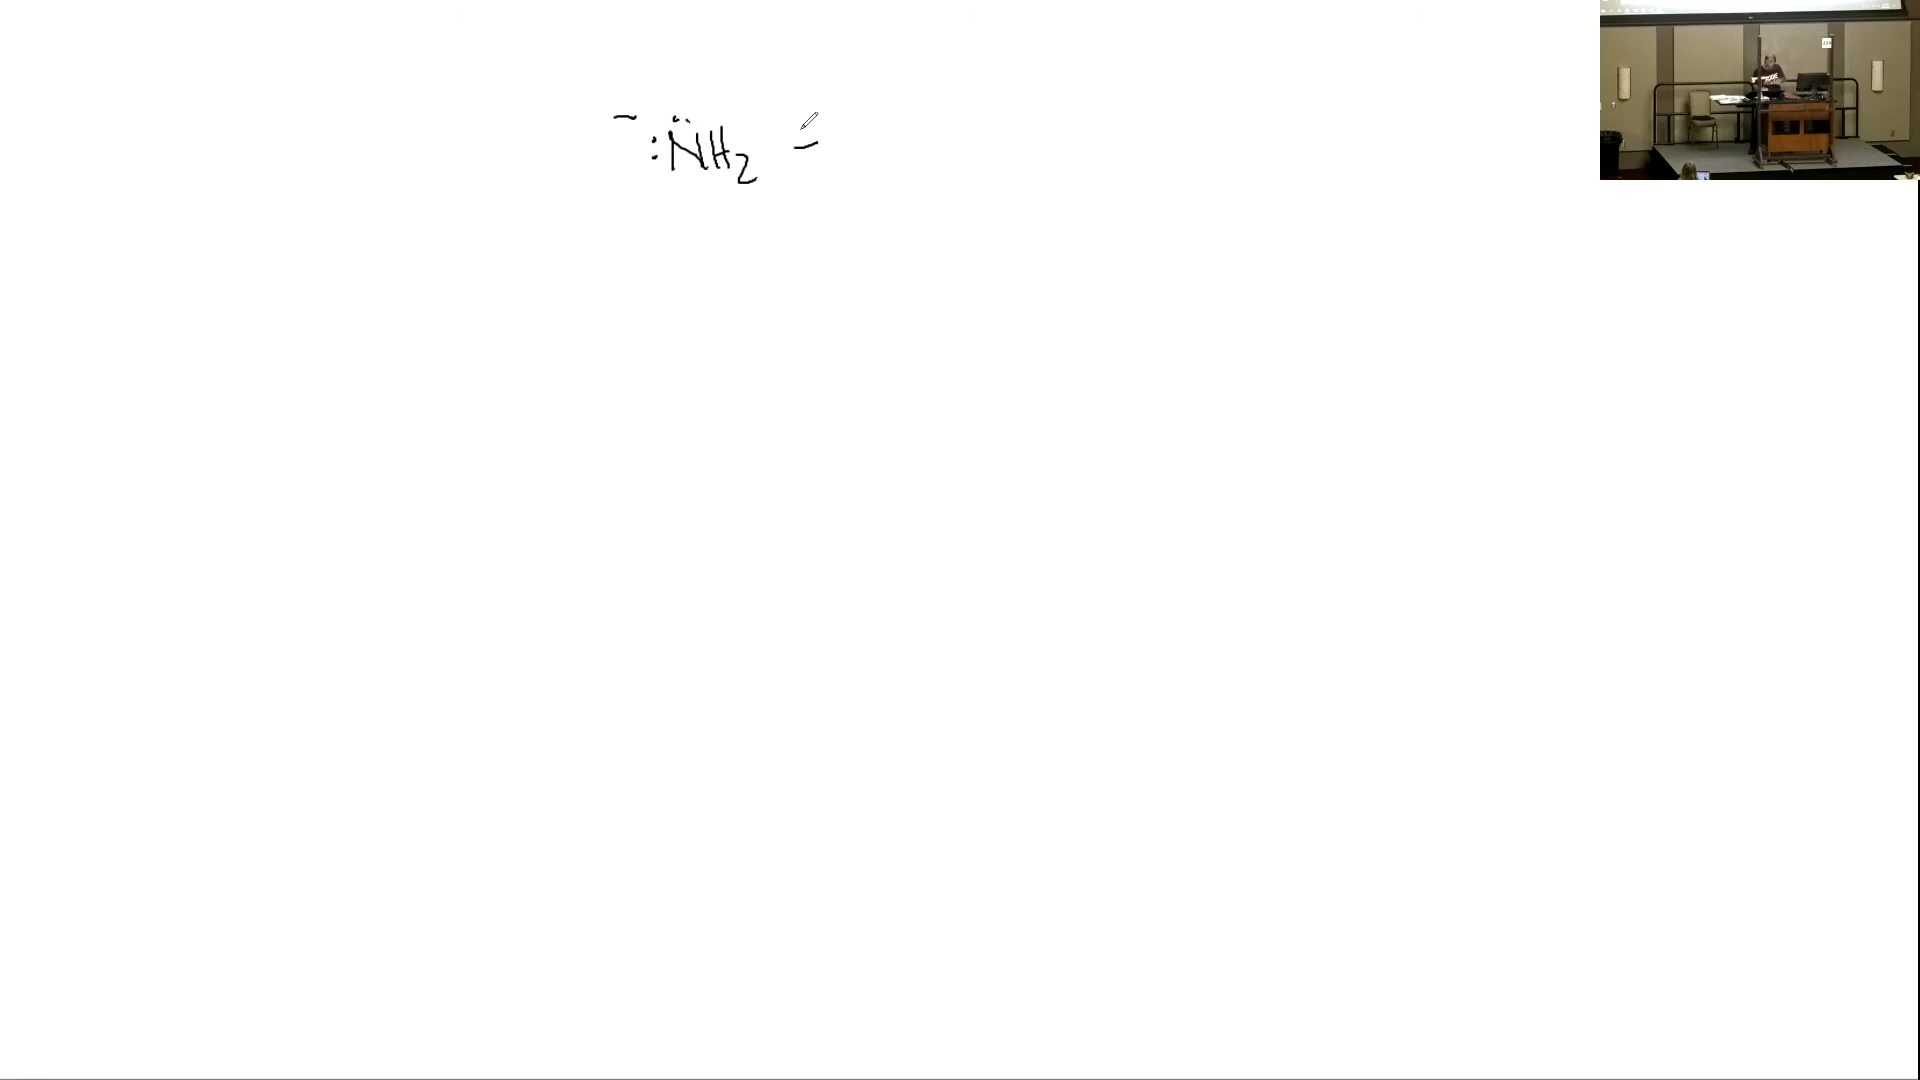 ⁻:N̈H₂ =